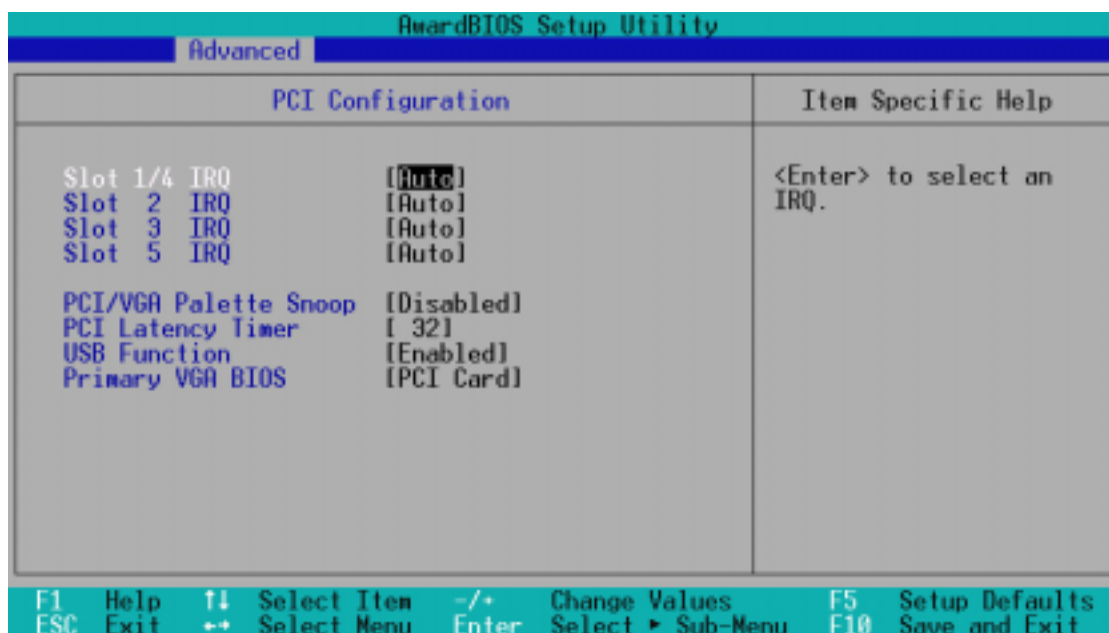 AwardBIOS Setup Utility
Advanced
PCI Configuration
Item Specific Help
Slot 1/4 IRQ [Auto]
Slot 2 IRQ [Auto]
Slot 3 IRQ [Auto]
Slot 5 IRQ [Auto]
PCI/VGA Palette Snoop [Disabled]
PCI Latency Timer [ 32]
USB Function [Enabled]
Primary VGA BIOS [PCI Card]
<Enter> to select an
IRQ.
F1 Help ↑↓ Select Item -/+ Change Values F5 Setup Defaults
ESC Exit ←→ Select Menu Enter Select ► Sub-Menu F10 Save and Exit